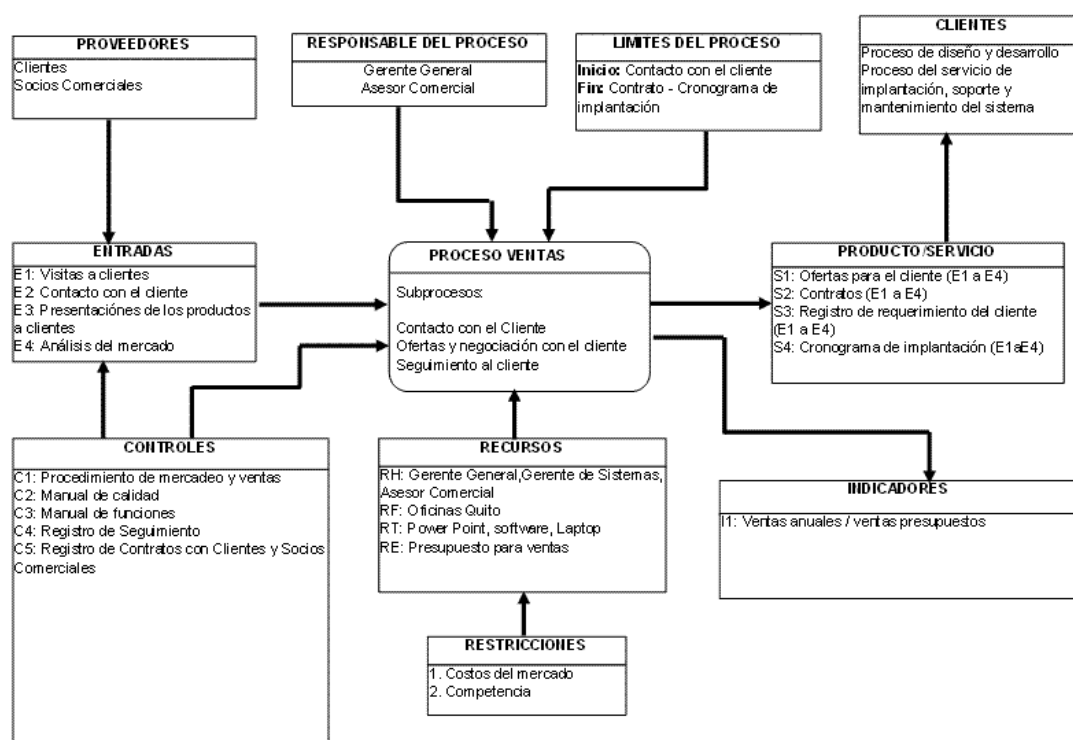 PROVEEDORES
Clientes
Socios Comerciales
RESPONSABLE DEL PROCESO
Gerente General
Asesor Comercial
LIMITES DEL PROCESO
Inicio: Contacto con el cliente
Fin: Contrato - Cronograma de
implantación
CLIENTES
Proceso de diseño y desarrollo
Proceso del servicio de
implantación, soporte y
mantenimiento del sistema
ENTRADAS
E1: Visitas a clientes
E2: Contacto con el cliente
E3: Presentaciónes de los productos
a clientes
E4: Análisis del mercado
PROCESO VENTAS
Subprocesos:
Contacto con el Cliente
Ofertas y negociación con el cliente
Seguimiento al cliente
PRODUCTO/SERVICIO
S1: Ofertas para el cliente (E1 a E4)
S2: Contratos (E1 a E4)
S3: Registro de requerimiento del cliente
(E1 a E4)
S4: Cronograma de implantación (E1aE4)
CONTROLES
C1: Procedimiento de mercadeo y ventas
C2: Manual de calidad
C3: Manual de funciones
C4: Registro de Seguimiento
C5: Registro de Contratos con Clientes y Socios
Comerciales
RECURSOS
RH: Gerente General,Gerente de Sistemas,
Asesor Comercial
RF: Oficinas Quito
RT: Power Point, software, Laptop
RE: Presupuesto para ventas
INDICADORES
I1: Ventas anuales / ventas presupuestos
RESTRICCIONES
1. Costos del mercado
2. Competencia